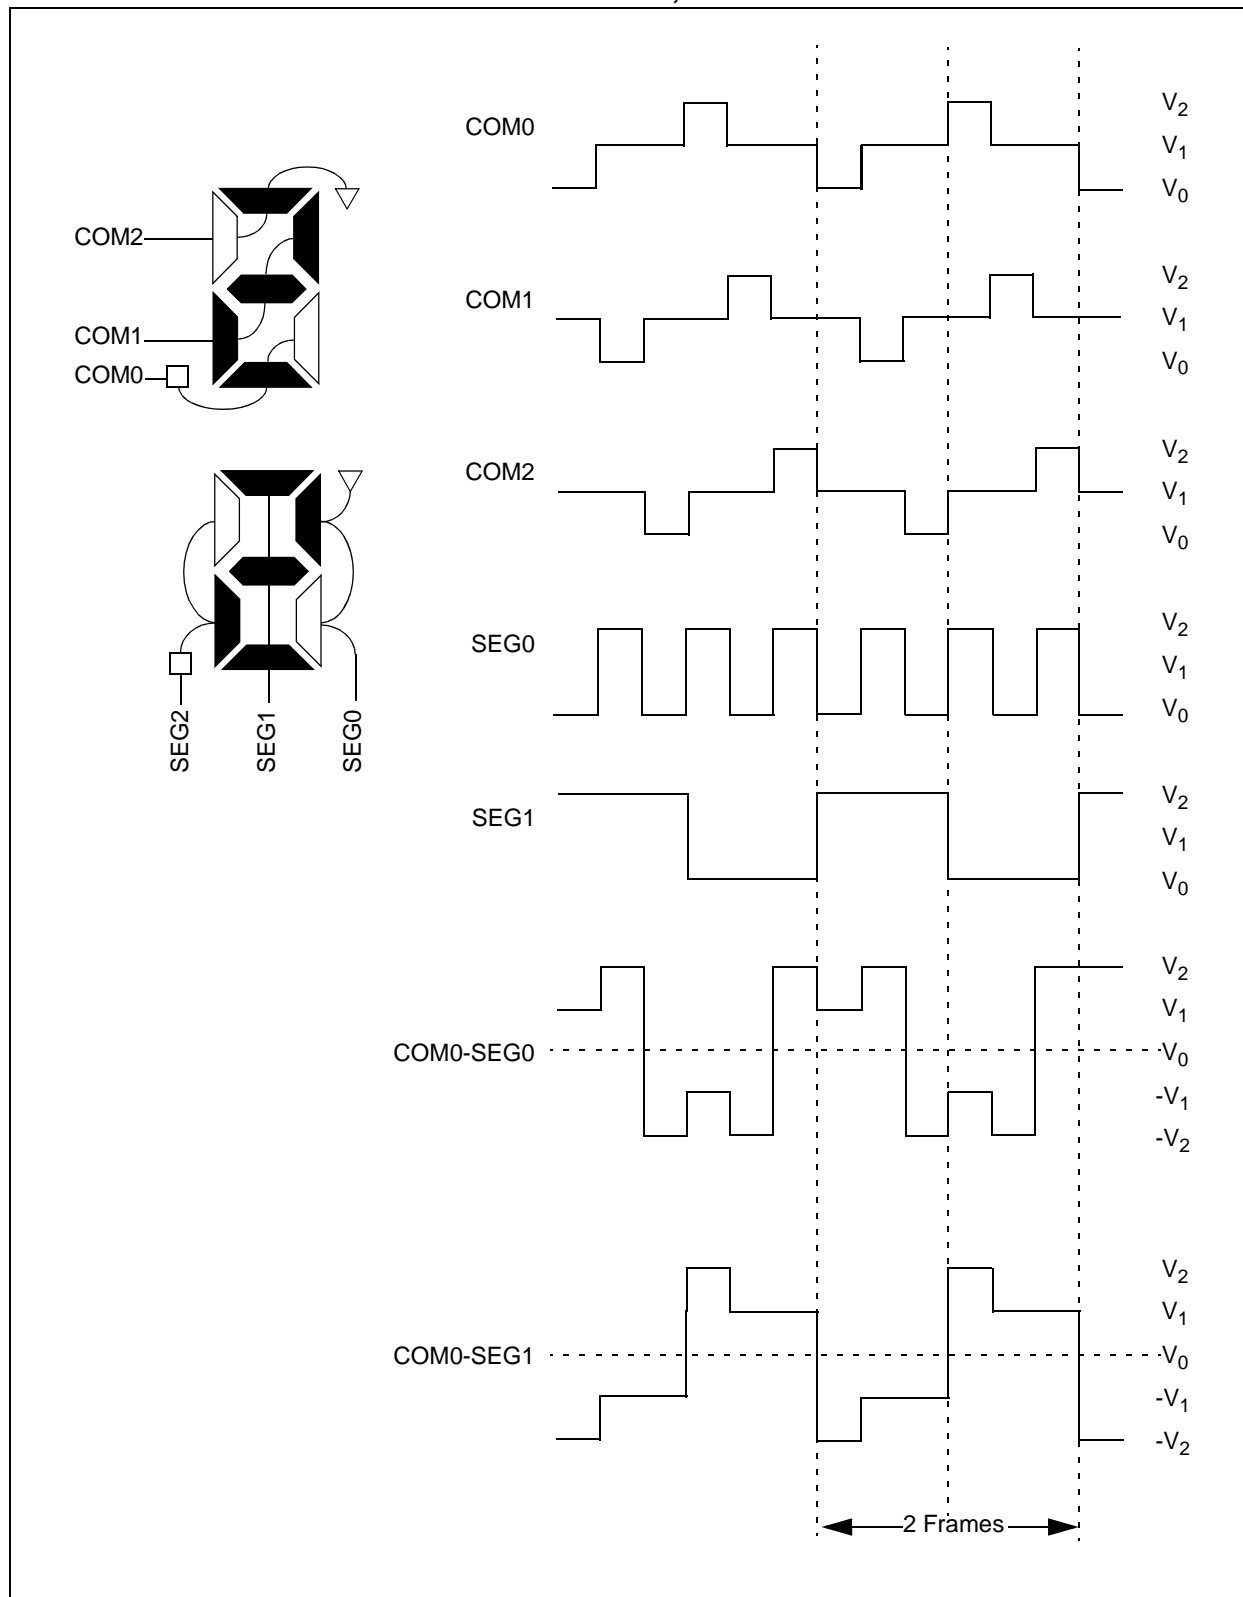 COM0
V2
V1
V0
COM2
COM1
COM0
COM1
V2
V1
V0
COM2
V2
V1
V0
SEG0
V2
V1
V0
SEG2
SEG1
SEG0
SEG1
V2
V1
V0
COM0-SEG0
V2
V1
V0
-V1
-V2
COM0-SEG1
V2
V1
V0
-V1
-V2
2 Frames